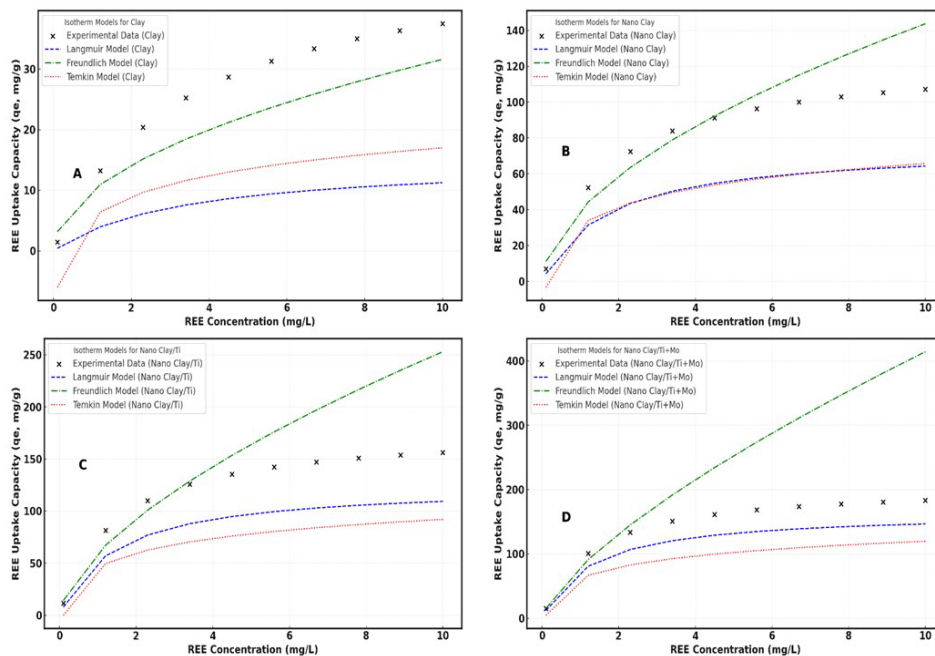 Isotherm Models for Clay
Experimental Data (Clay)
Langmuir Model (Clay)
Freundlich Model (Clay)
Temkin Model (Clay)
A
REE Uptake Capacity (qe, mg/g)
30
20
10
0
0 2 4 6 8 10
REE Concentration (mg/L)
Isotherm Models for Nano Clay
Experimental Data (Nano Clay)
Langmuir Model (Nano Clay)
Freundlich Model (Nano Clay)
Temkin Model (Nano Clay)
B
REE Uptake Capacity (qe, mg/g)
140
120
100
80
60
40
20
0
0 2 4 6 8 10
REE Concentration (mg/L)
Isotherm Models for Nano Clay/Ti
Experimental Data (Nano Clay/Ti)
Langmuir Model (Nano Clay/Ti)
Freundlich Model (Nano Clay/Ti)
Temkin Model (Nano Clay/Ti)
C
REE Uptake Capacity (qe, mg/g)
250
200
150
100
50
0
0 2 4 6 8 10
REE Concentration (mg/L)
Isotherm Models for Nano Clay/Ti+Mo
Experimental Data (Nano Clay/Ti+Mo)
Langmuir Model (Nano Clay/Ti+Mo)
Freundlich Model (Nano Clay/Ti+Mo)
Temkin Model (Nano Clay/Ti+Mo)
D
REE Uptake Capacity (qe, mg/g)
400
300
200
100
0
0 2 4 6 8 10
REE Concentration (mg/L)